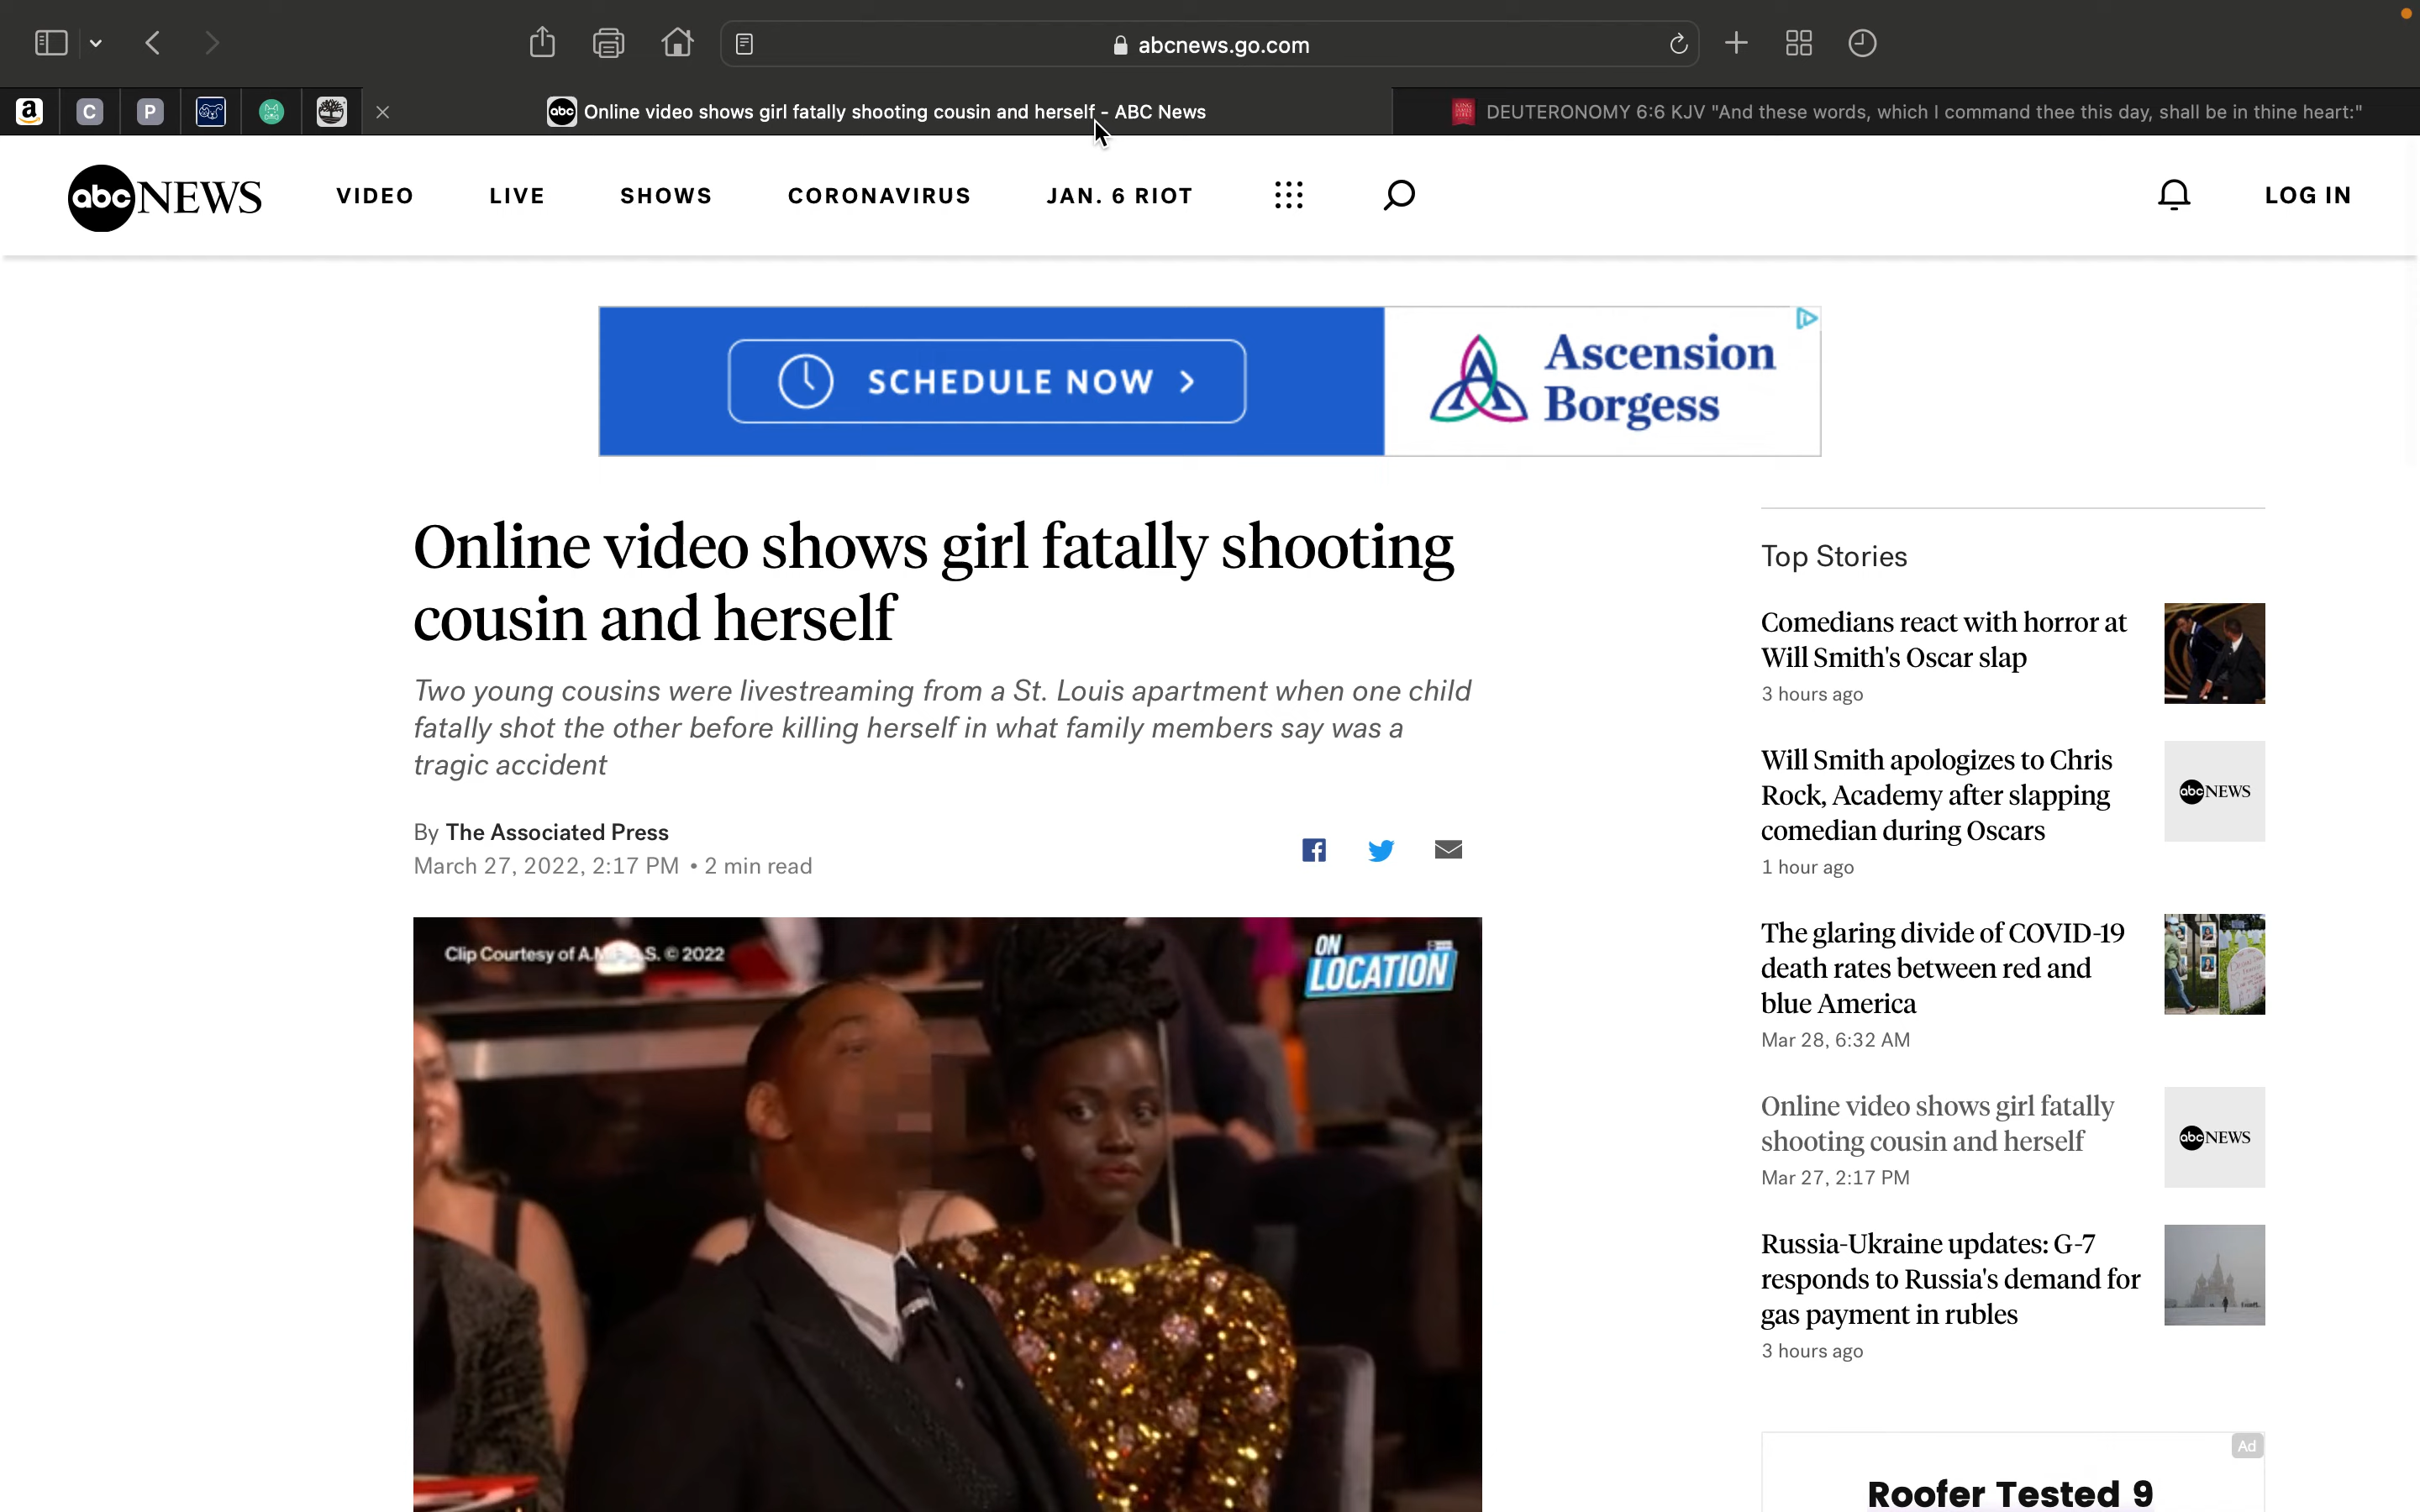 abcnews.go.com
a
C
P
abc Online video shows girl fatally shooting cousin and herself - ABC News
DEUTERONOMY 6:6 KJV "And these words, which I command thee this day, shall be in thine heart:"
abc NEWS
VIDEO
LIVE
SHOWS
CORONAVIRUS
JAN. 6 RIOT
LOG IN
SCHEDULE NOW >
Ascension
Borgess
Online video shows girl fatally shooting
cousin and herself
Two young cousins were livestreaming from a St. Louis apartment when one child
fatally shot the other before killing herself in what family members say was a
tragic accident
By The Associated Press
March 27, 2022, 2:17 PM • 2 min read
Clip Courtesy of A.M.P.A.S. © 2022
ON
LOCATION
Top Stories
Comedians react with horror at
Will Smith's Oscar slap
3 hours ago
Will Smith apologizes to Chris
Rock, Academy after slapping
comedian during Oscars
1 hour ago
abc NEWS
The glaring divide of COVID-19
death rates between red and
blue America
Mar 28, 6:32 AM
Online video shows girl fatally
shooting cousin and herself
Mar 27, 2:17 PM
abc NEWS
Russia-Ukraine updates: G-7
responds to Russia's demand for
gas payment in rubles
3 hours ago
Ad
Roofer Tested 9